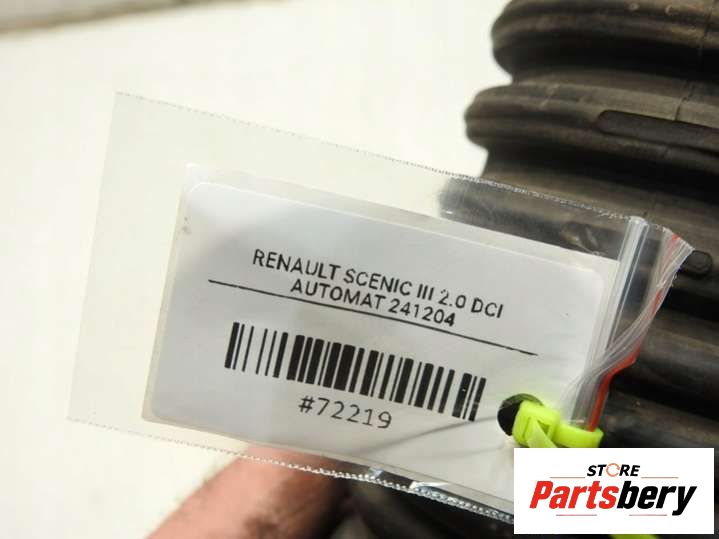 RENAULT SCENIC III 2.0 DCI
AUTOMAT 241204
#72219
STORE
Partsbery